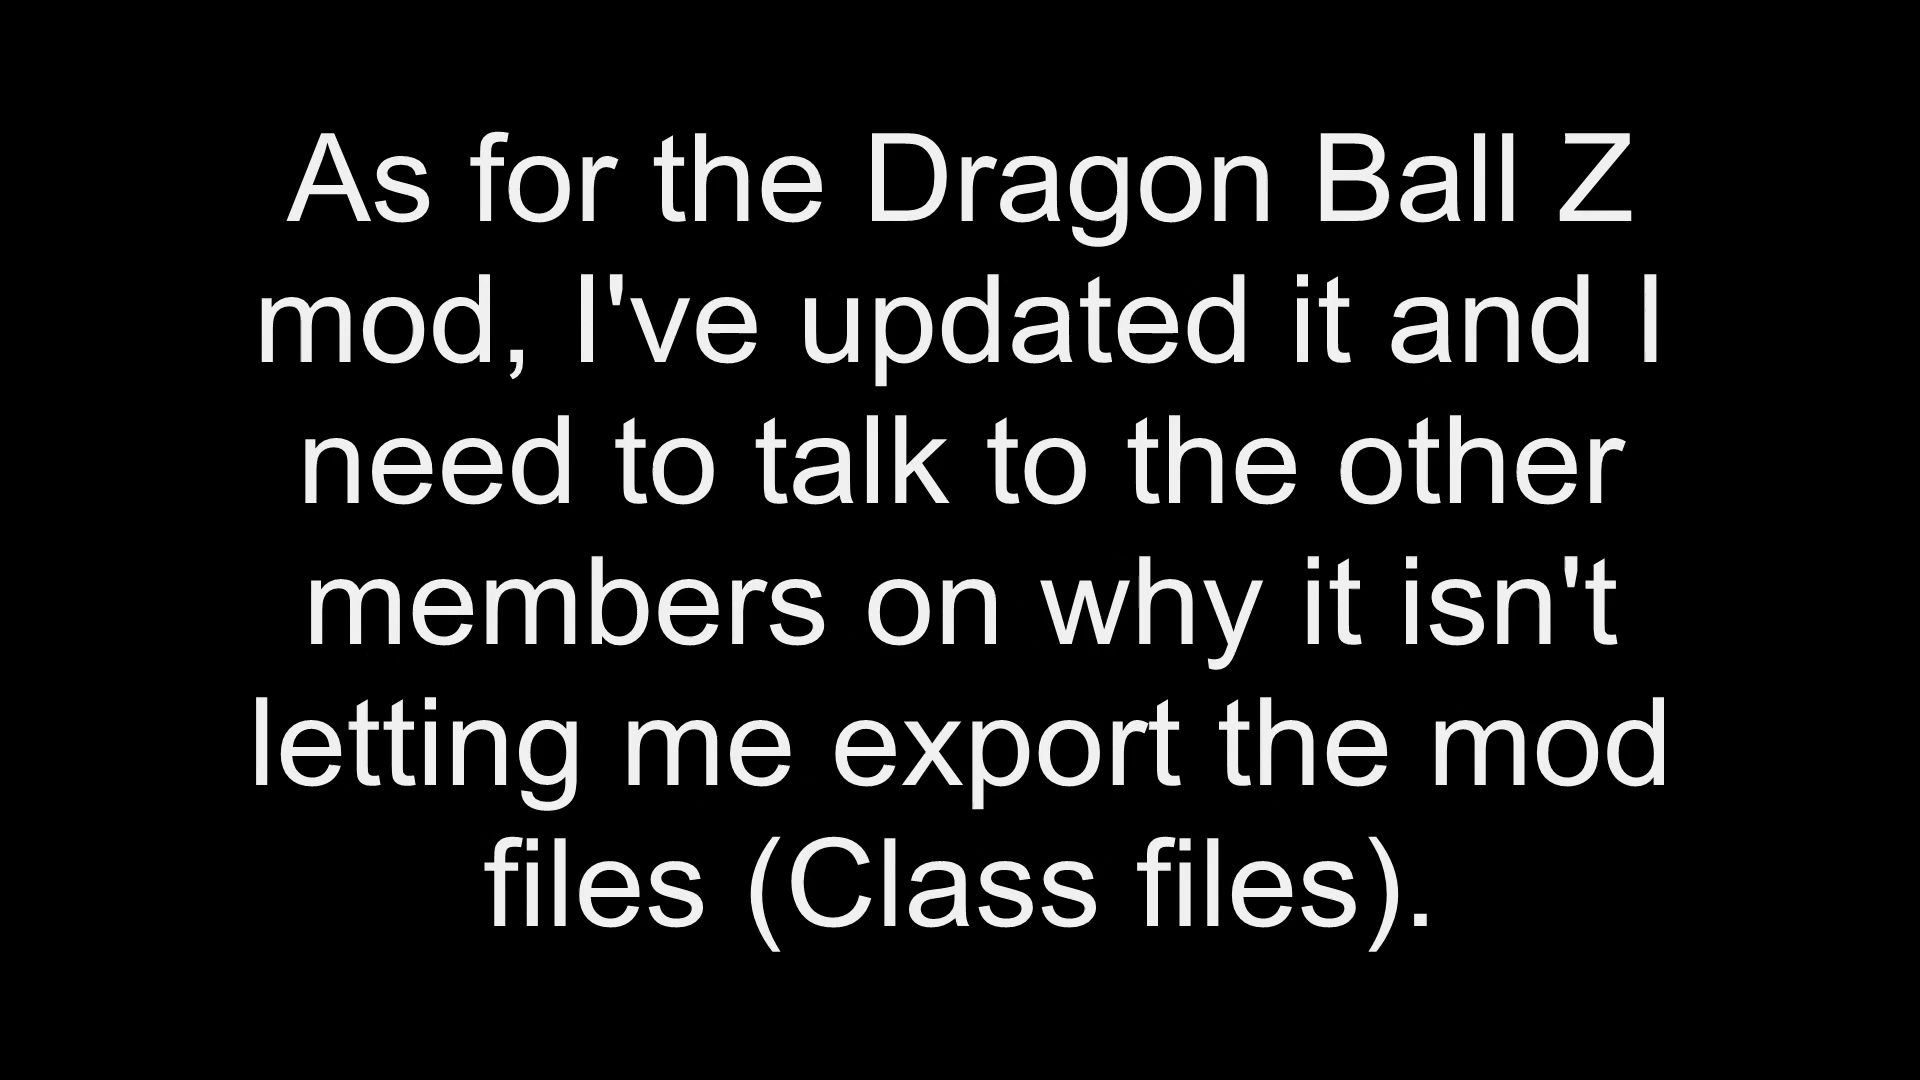 As for the Dragon Ball Z
mod, I've updated it and I
need to talk to the other
members on why it isn't
letting me export the mod
files (Class files).